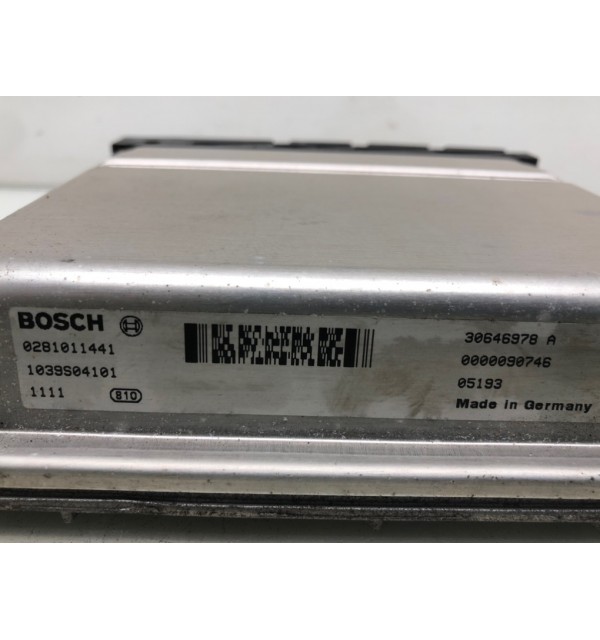 BOSCH
0281011441
1039S04101
1111 810
30646978 A
0000090746
05193
Made in Germany